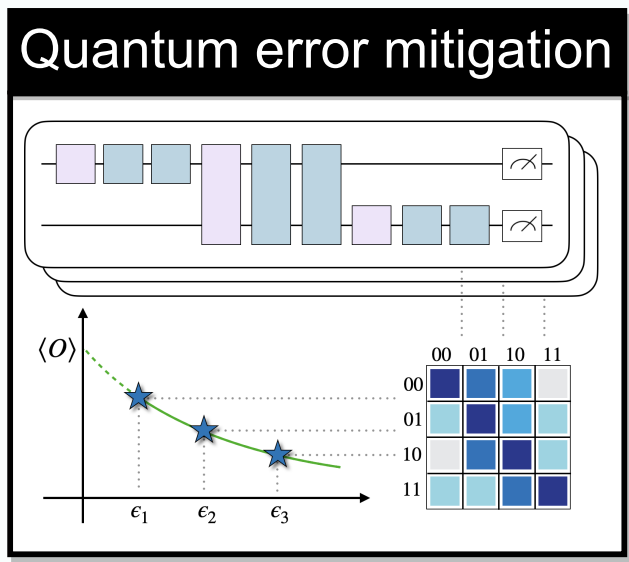 Quantum error mitigation
⟨O⟩
00 01 10 11
00
01
10
11
ϵ₁ ϵ₂ ϵ₃